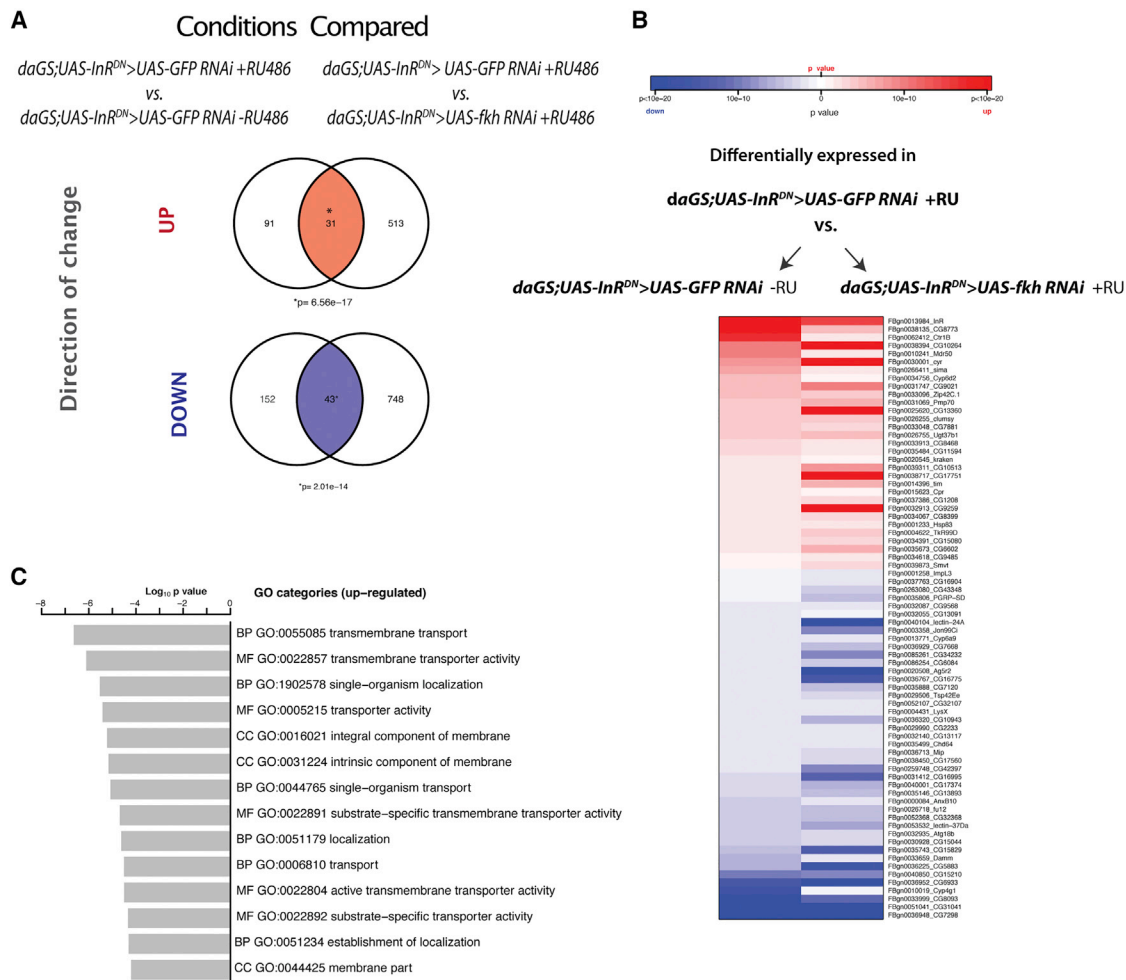 A
Conditions Compared
daGS;UAS-InR^DN>UAS-GFP RNAi +RU486
vs.
daGS;UAS-InR^DN>UAS-GFP RNAi -RU486
daGS;UAS-InR^DN> UAS-GFP RNAi +RU486
vs.
daGS;UAS-InR^DN>UAS-fkh RNAi +RU486
Direction of change
UP
91
*
31
513
*p= 6.56e−17
DOWN
152
43*
748
*p= 2.01e−14
B
p value
p<10e−20
10e−10
0
10e−10
p<10e−20
down
p value
up
Differentially expressed in
daGS;UAS-InR^DN>UAS-GFP RNAi +RU
vs.
daGS;UAS-InR^DN>UAS-GFP RNAi -RU
daGS;UAS-InR^DN>UAS-fkh RNAi +RU
FBgn0013984_InR
FBgn0038135_CG8773
FBgn0062412_Ctr1B
FBgn0038394_CG10264
FBgn0010241_Mdr50
FBgn0030001_cyr
FBgn0266411_sima
FBgn0034756_Cyp6d2
FBgn0031747_CG9021
FBgn0033096_Zip42C.1
FBgn0031069_Pmp70
FBgn0025620_CG13360
FBgn0026255_clumsy
FBgn0033048_CG7881
FBgn0026755_Ugt37b1
FBgn0033913_CG8468
FBgn0035484_CG11594
FBgn0020545_kraken
FBgn0039311_CG10513
FBgn0038717_CG17751
FBgn0014396_tim
FBgn0015623_Cpr
FBgn0037386_CG1208
FBgn0032913_CG9259
FBgn0034067_CG8399
FBgn0001233_Hsp83
FBgn0004622_TkR99D
FBgn0034391_CG15080
FBgn0035673_CG6602
FBgn0034618_CG9485
FBgn0039873_Smvt
FBgn0001258_ImpL3
FBgn0037763_CG16904
FBgn0263080_CG43348
FBgn0035806_PGRP−SD
FBgn0032087_CG9568
FBgn0032055_CG13091
FBgn0040104_lectin−24A
FBgn0003358_Jon99Ci
FBgn0013771_Cyp6a9
FBgn0036929_CG7668
FBgn0085261_CG34232
FBgn0086254_CG6084
FBgn0020508_Ag5r2
FBgn0036767_CG16775
FBgn0035888_CG7120
FBgn0029506_Tsp42Ee
FBgn0052107_CG32107
FBgn0004431_LysX
FBgn0036320_CG10943
FBgn0029990_CG2233
FBgn0032140_CG13117
FBgn0035499_Chd64
FBgn0036713_Mip
FBgn0038450_CG17560
FBgn0259748_CG42397
FBgn0031412_CG16995
FBgn0040001_CG17374
FBgn0035146_CG13893
FBgn0000084_AnxB10
FBgn0026718_fu12
FBgn0052368_CG32368
FBgn0053532_lectin−37Da
FBgn0032935_Atg18b
FBgn0030928_CG15044
FBgn0035743_CG15829
FBgn0033659_Damm
FBgn0036225_CG5883
FBgn0040850_CG15210
FBgn0036952_CG6933
FBgn0010019_Cyp4g1
FBgn0033999_CG8093
FBgn0051041_CG31041
FBgn0036948_CG7298
C
Log10 p value
−8 −6 −4 −2 0
GO categories (up−regulated)
BP GO:0055085 transmembrane transport
MF GO:0022857 transmembrane transporter activity
BP GO:1902578 single−organism localization
MF GO:0005215 transporter activity
CC GO:0016021 integral component of membrane
CC GO:0031224 intrinsic component of membrane
BP GO:0044765 single−organism transport
MF GO:0022891 substrate−specific transmembrane transporter activity
BP GO:0051179 localization
BP GO:0006810 transport
MF GO:0022804 active transmembrane transporter activity
MF GO:0022892 substrate−specific transporter activity
BP GO:0051234 establishment of localization
CC GO:0044425 membrane part